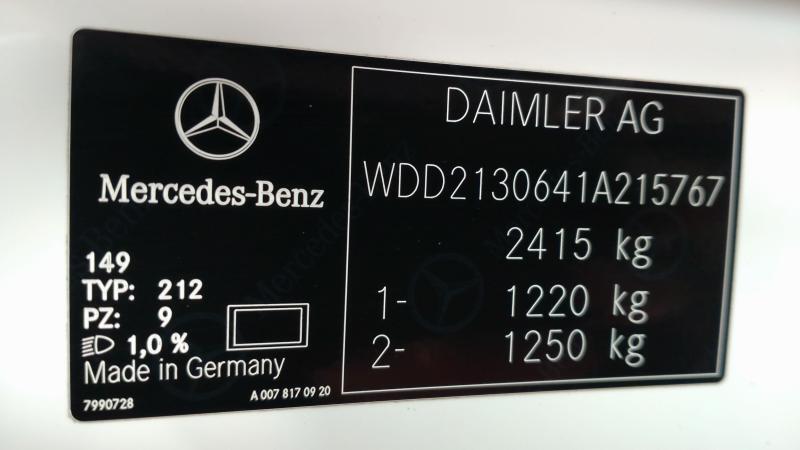 Mercedes-Benz
149
TYP: 212
PZ: 9
1,0 %
Made in Germany
7990728
A 007 817 09 20
DAIMLER AG
WDD2130641A215767
2415 kg
1- 1220 kg
2- 1250 kg